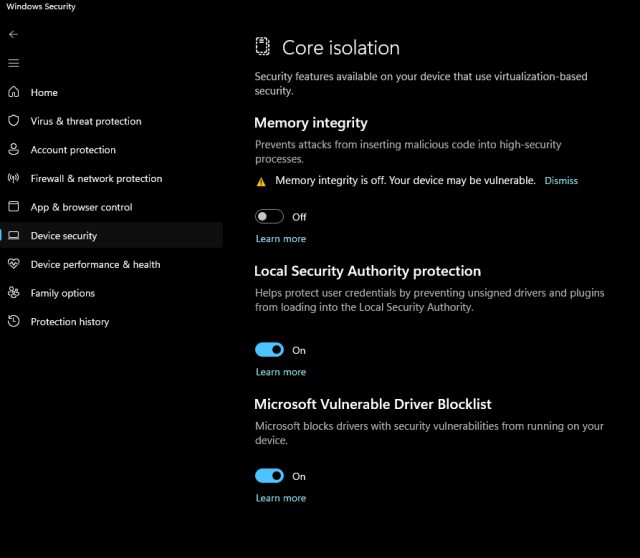 Windows Security
Home
Virus & threat protection
Account protection
Firewall & network protection
App & browser control
Device security
Device performance & health
Family options
Protection history
Core isolation
Security features available on your device that use virtualization-based
security.
Memory integrity
Prevents attacks from inserting malicious code into high-security
processes.
Memory integrity is off. Your device may be vulnerable. Dismiss
Off
Learn more
Local Security Authority protection
Helps protect user credentials by preventing unsigned drivers and plugins
from loading into the Local Security Authority.
On
Learn more
Microsoft Vulnerable Driver Blocklist
Microsoft blocks drivers with security vulnerabilities from running on your
device.
On
Learn more